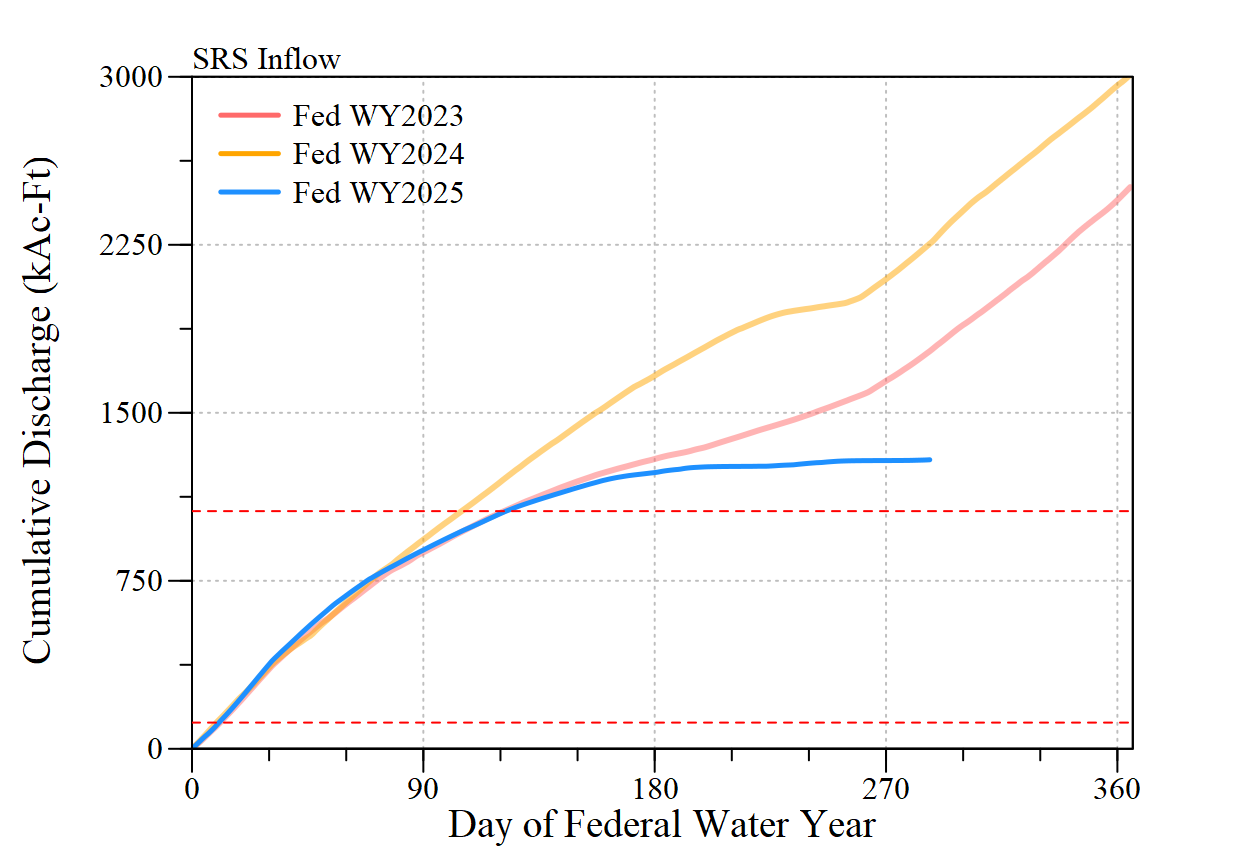 SRS Inflow
3000
2250
1500
750
0
Cumulative Discharge (kAc-Ft)
Fed WY2023
Fed WY2024
Fed WY2025
0 90 180 270 360
Day of Federal Water Year